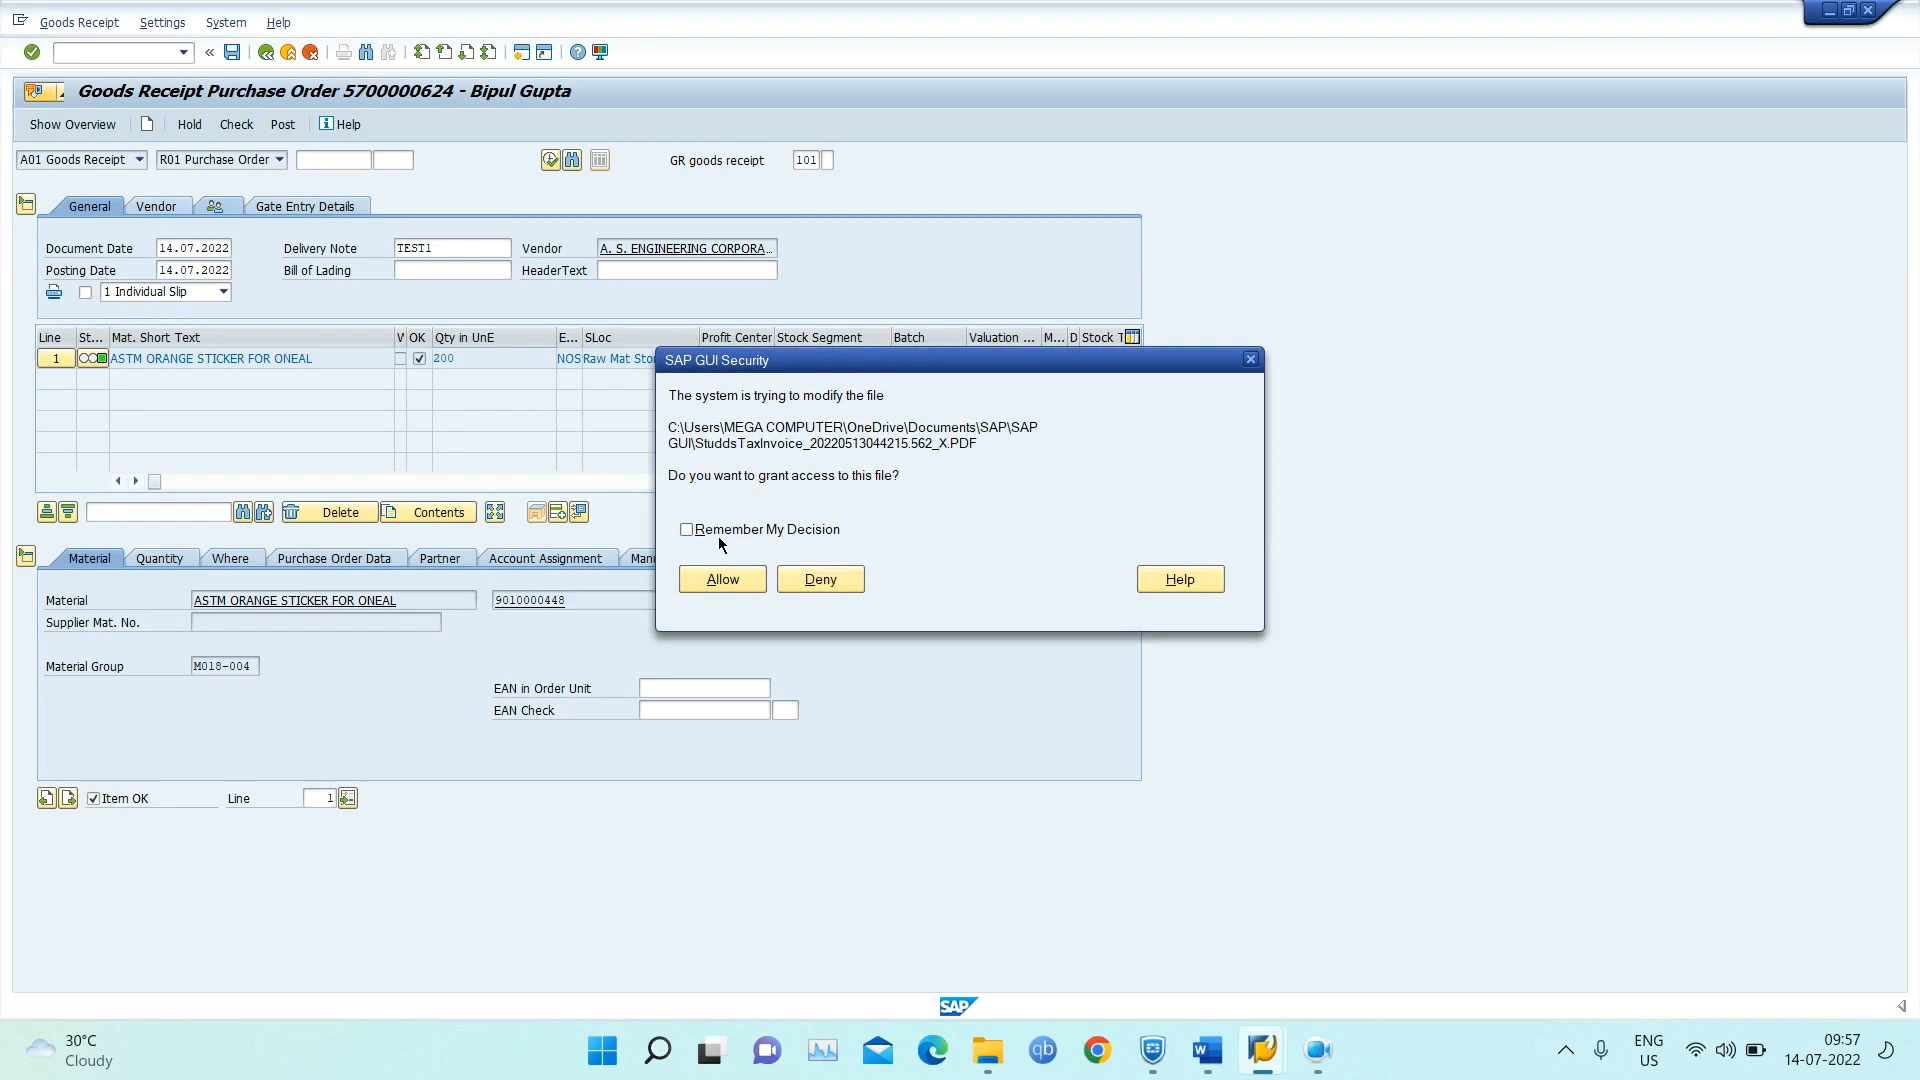 Goods Receipt Settings System Help
Goods Receipt Purchase Order 5700000624 - Bipul Gupta
Show Overview Hold Check Post Help
A01 Goods Receipt R01 Purchase Order GR goods receipt 101
General Vendor Gate Entry Details
Document Date 14.07.2022 Delivery Note TEST1 Vendor A. S. ENGINEERING CORPORA...
Posting Date 14.07.2022 Bill of Lading HeaderText
1 Individual Slip
Line St... Mat. Short Text OK Qty in UnE E... SLoc Profit Center Stock Segment Batch Valuation ... M... D Stock T
1 ASTM ORANGE STICKER FOR ONEAL 200 NOS Raw Mat Sto
SAP GUI Security
The system is trying to modify the file
C:\Users\MEGA COMPUTER\OneDrive\Documents\SAP\SAP
GUI\StuddsTaxInvoice_20220513044215.562_X.PDF
Do you want to grant access to this file?
Remember My Decision
Allow Deny Help
Delete Contents
Material Quantity Where Purchase Order Data Partner Account Assignment Man
Material ASTM ORANGE STICKER FOR ONEAL 9010000448
Supplier Mat. No.
Material Group M018-004
EAN in Order Unit
EAN Check
Item OK Line 1
SAP
30°C
Cloudy
qb
W
ENG
US
09:57
14-07-2022